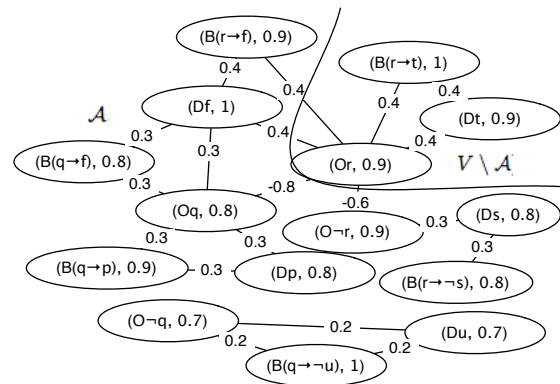 (B(r→f), 0.9)
(B(r→t), 1)
0.4
0.4
0.4
0.4
(Df, 1)
0.4
(Dt, 0.9)
𝒜
0.3
0.3
0.4
0.4
(B(q→f), 0.8)
(Or, 0.9)
V \ 𝒜
0.3
-0.8
-0.6
(Oq, 0.8)
0.3
(Ds, 0.8)
(O¬r, 0.9)
0.3
0.3
0.3
(B(q→p), 0.9)
0.3
(Dp, 0.8)
(B(r→¬s), 0.8)
(O¬q, 0.7)
0.2
(Du, 0.7)
0.2
0.2
(B(q→¬u), 1)